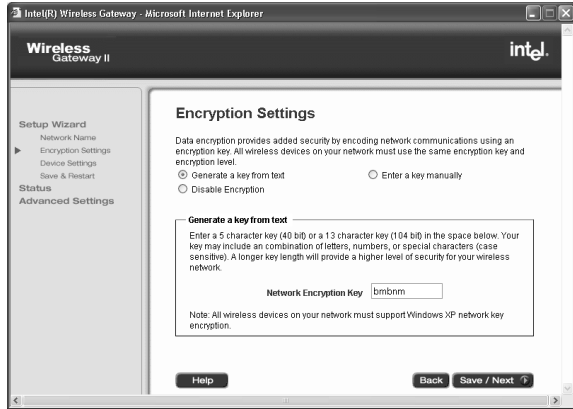 Intel(R) Wireless Gateway - Microsoft Internet Explorer
Wireless
Gateway II
intel.
Setup Wizard
Network Name
Encryption Settings
Device Settings
Save & Restart
Status
Advanced Settings
Encryption Settings
Data encryption provides added security by encoding network communications using an
encryption key. All wireless devices on your network must use the same encryption key and
encryption level.
Generate a key from text
Enter a key manually
Disable Encryption
Generate a key from text
Enter a 5 character key (40 bit) or a 13 character key (104 bit) in the space below. Your
key may include an combination of letters, numbers, or special characters (case
sensitive). A longer key length will provide a higher level of security for your wireless
network.
Network Encryption Key bmbnm
Note: All wireless devices on your network must support Windows XP network key
encryption.
Help
Back
Save / Next